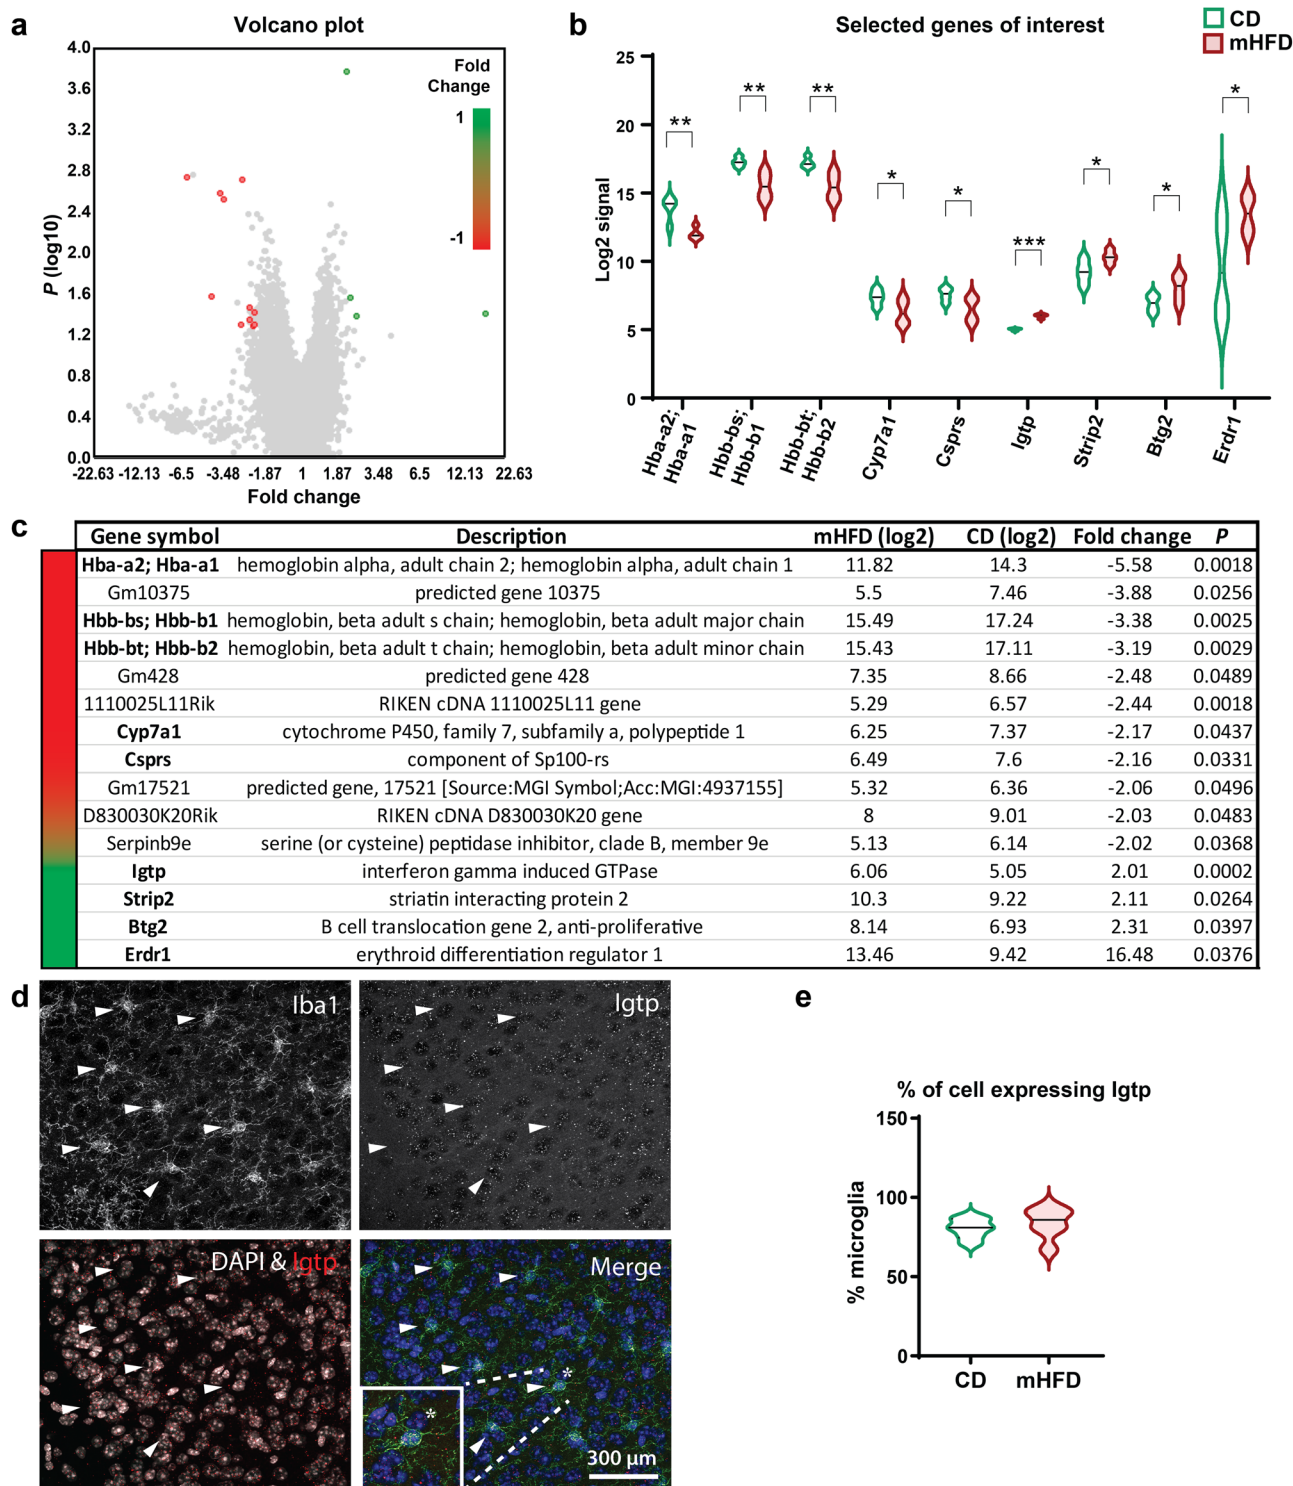 a
Volcano plot
4.0
3.6
3.2
2.8
2.4
2.0
1.6
1.2
0.8
0.4
0.0
P (log10)
Fold
Change
1
-1
-22.63 -12.13 -6.5 -3.48 -1.87 1 1.87 3.48 6.5 12.13 22.63
Fold change
b
Selected genes of interest
CD
mHFD
25
20
15
10
5
0
Log2 signal
** ** ** * * *** * * *
Hba-a2;
Hba-a1
Hbb-bs;
Hbb-b1
Hbb-bt;
Hbb-b2
Cyp7a1
Csprs
Igtp
Strip2
Btg2
Erdr1
c
Gene symbol Description mHFD (log2) CD (log2) Fold change P
Hba-a2; Hba-a1 hemoglobin alpha, adult chain 2; hemoglobin alpha, adult chain 1 11.82 14.3 -5.58 0.0018
Gm10375 predicted gene 10375 5.5 7.46 -3.88 0.0256
Hbb-bs; Hbb-b1 hemoglobin, beta adult s chain; hemoglobin, beta adult major chain 15.49 17.24 -3.38 0.0025
Hbb-bt; Hbb-b2 hemoglobin, beta adult t chain; hemoglobin, beta adult minor chain 15.43 17.11 -3.19 0.0029
Gm428 predicted gene 428 7.35 8.66 -2.48 0.0489
1110025L11Rik RIKEN cDNA 1110025L11 gene 5.29 6.57 -2.44 0.0018
Cyp7a1 cytochrome P450, family 7, subfamily a, polypeptide 1 6.25 7.37 -2.17 0.0437
Csprs component of Sp100-rs 6.49 7.6 -2.16 0.0331
Gm17521 predicted gene, 17521 [Source:MGI Symbol;Acc:MGI:4937155] 5.32 6.36 -2.06 0.0496
D830030K20Rik RIKEN cDNA D830030K20 gene 8 9.01 -2.03 0.0483
Serpinb9e serine (or cysteine) peptidase inhibitor, clade B, member 9e 5.13 6.14 -2.02 0.0368
Igtp interferon gamma induced GTPase 6.06 5.05 2.01 0.0002
Strip2 striatin interacting protein 2 10.3 9.22 2.11 0.0264
Btg2 B cell translocation gene 2, anti-proliferative 8.14 6.93 2.31 0.0397
Erdr1 erythroid differentiation regulator 1 13.46 9.42 16.48 0.0376
d
Iba1
Igtp
DAPI & Igtp
Merge
*
*
300 µm
e
% of cell expressing Igtp
150
100
50
0
% microglia
CD mHFD